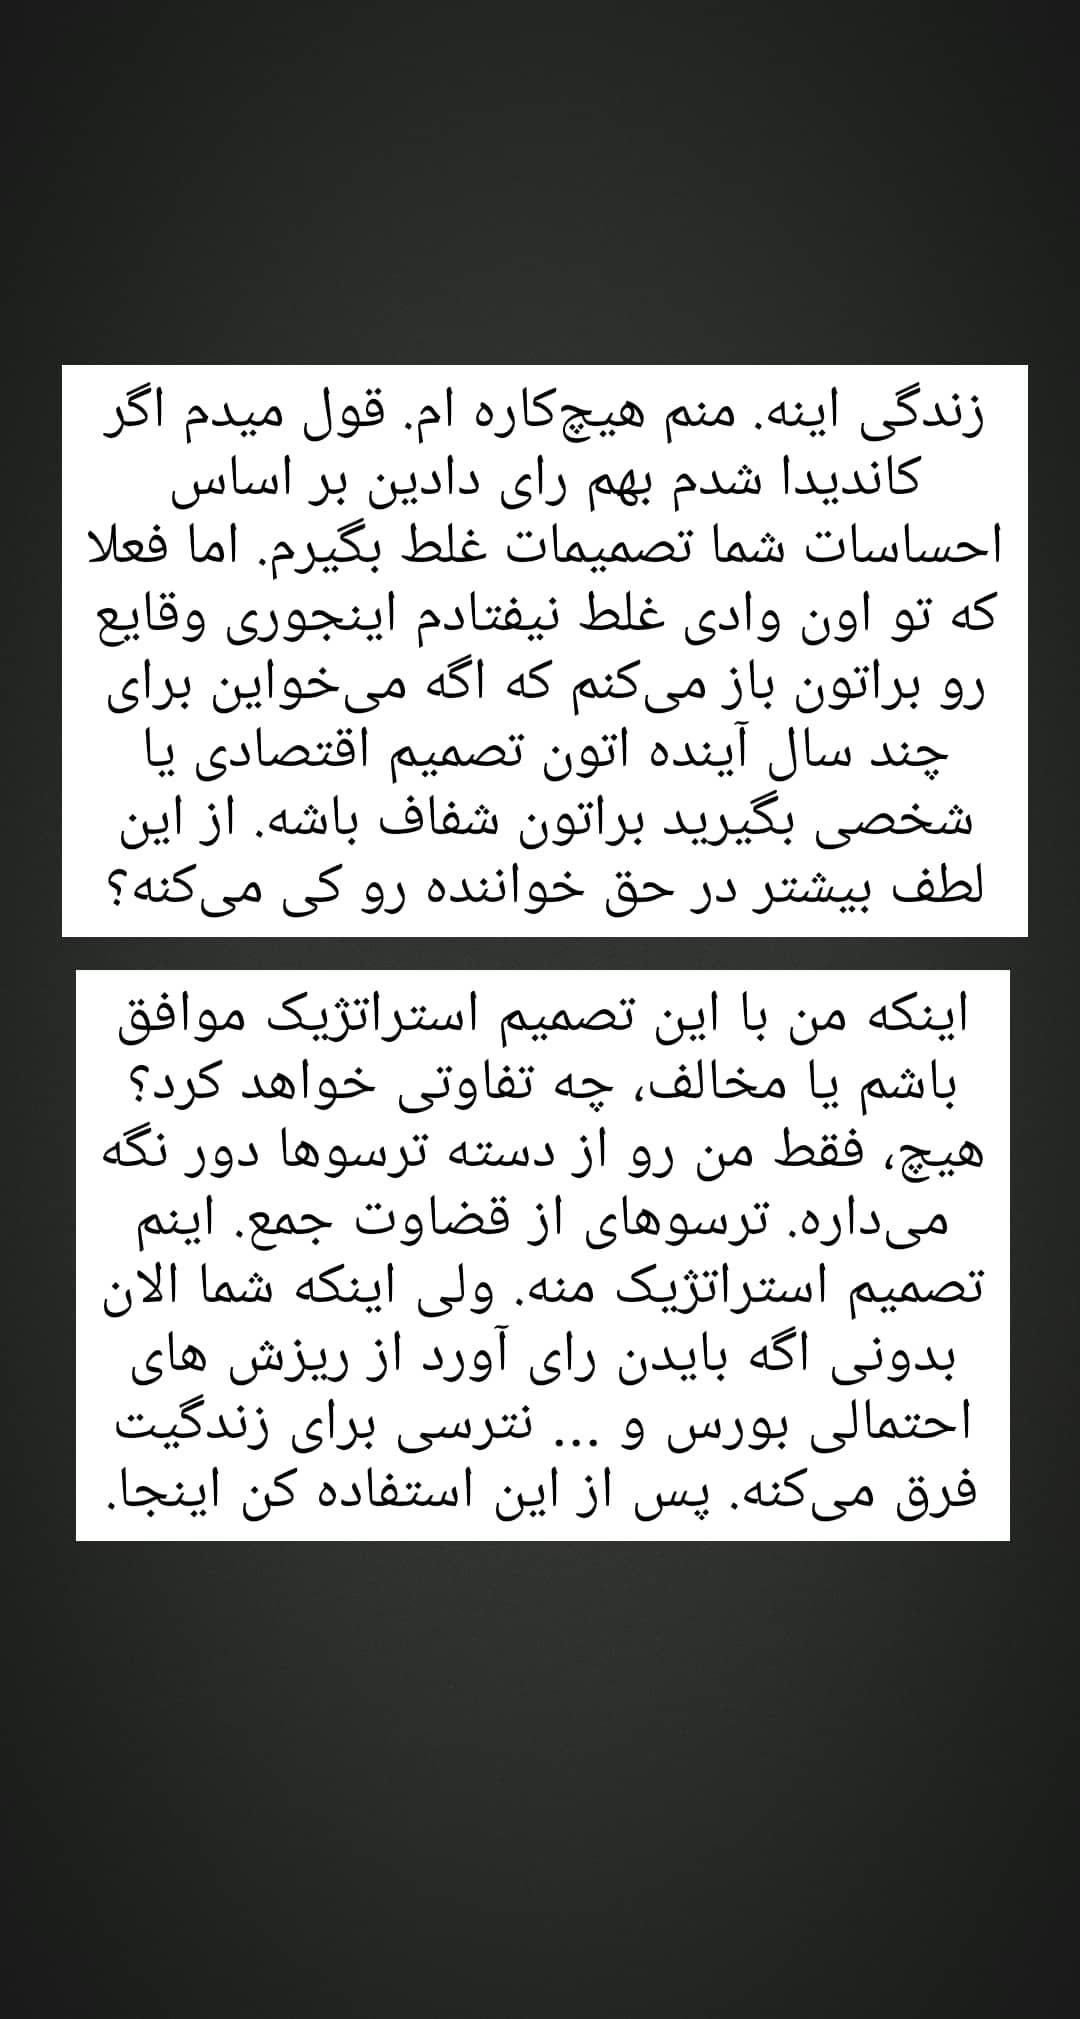 زندگی اینه. منم هیچ‌کاره ام. قول میدم اگر
کاندیدا شدم بهم رای دادین بر اساس
احساسات شما تصمیمات غلط بگیرم. اما فعلا
که تو اون وادی غلط نیفتادم اینجوری وقایع
رو براتون باز می‌کنم که اگه می‌خواین برای
چند سال آینده اتون تصمیم اقتصادی یا
شخصی بگیرید براتون شفاف باشه. از این
لطف بیشتر در حق خواننده رو کی می‌کنه؟
اینکه من با این تصمیم استراتژیک موافق
باشم یا مخالف، چه تفاوتی خواهد کرد؟
هیچ، فقط من رو از دسته ترسوها دور نگه
می‌داره. ترسوهای از قضاوت جمع. اینم
تصمیم استراتژیک منه. ولی اینکه شما الان
بدونی اگه بایدن رای آورد از ریزش های
احتمالی بورس و ... نترسی برای زندگیت
فرق می‌کنه. پس از این استفاده کن اینجا.